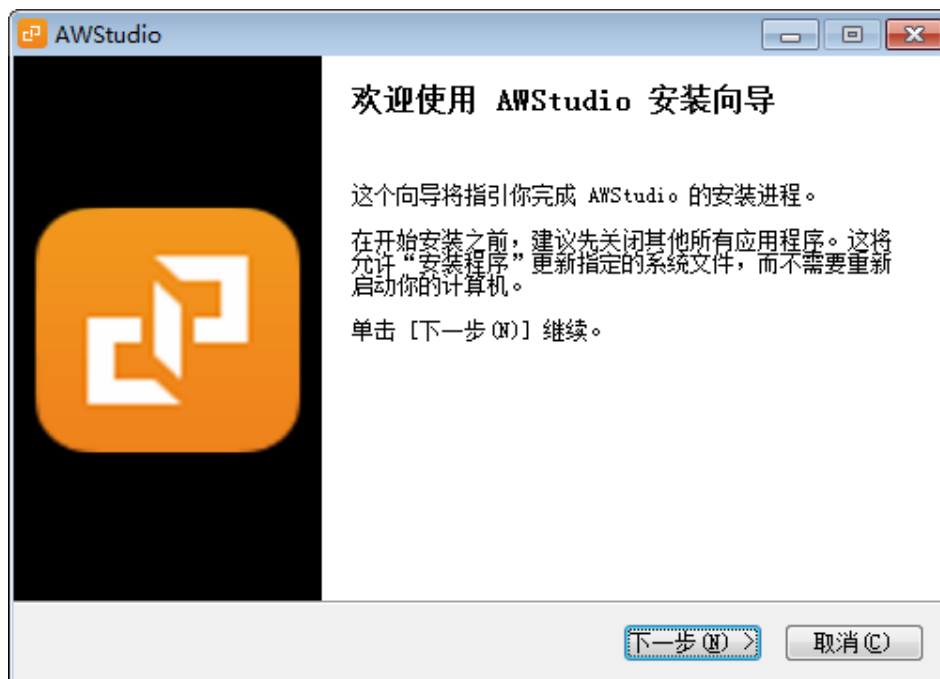 AWStudio
欢迎使用 AWStudio 安装向导
这个向导将指引你完成 AWStudio 的安装进程。
在开始安装之前，建议先关闭其他所有应用程序。这将
允许“安装程序”更新指定的系统文件，而不需要重新
启动你的计算机。
单击 [下一步(N)] 继续。
下一步(N) >
取消(C)